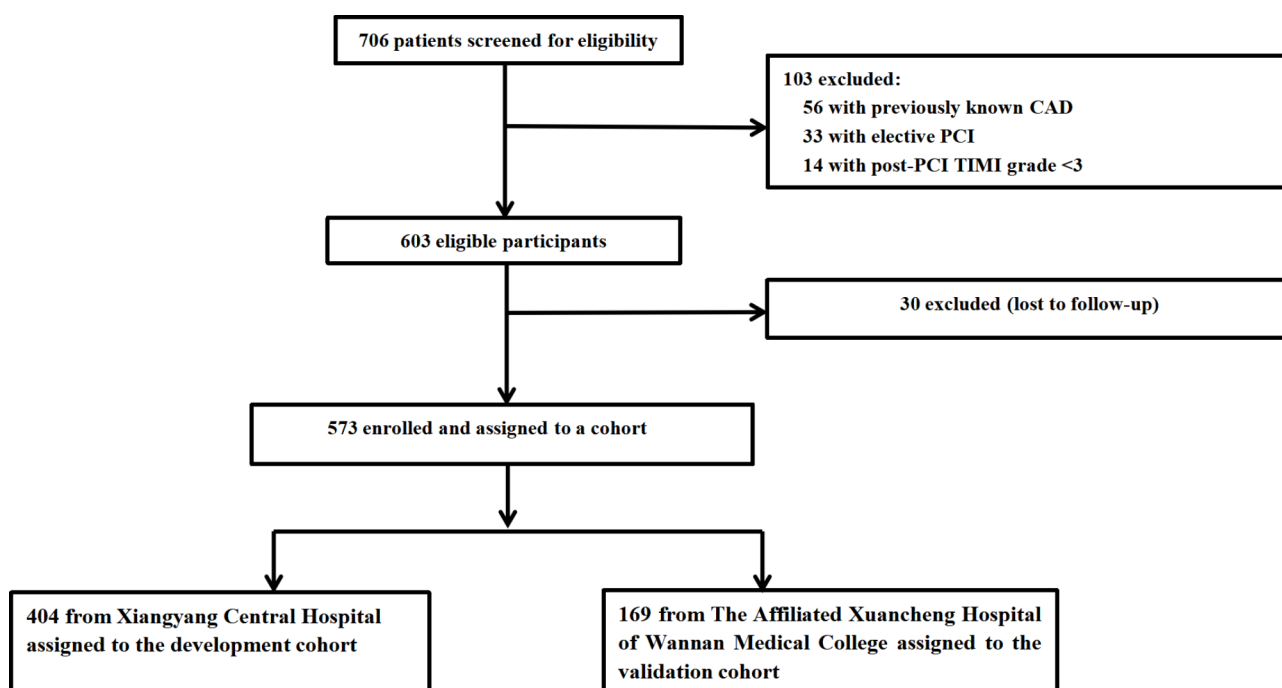 706 patients screened for eligibility
103 excluded:
56 with previously known CAD
33 with elective PCI
14 with post-PCI TIMI grade <3
603 eligible participants
30 excluded (lost to follow-up)
573 enrolled and assigned to a cohort
404 from Xiangyang Central Hospital
assigned to the development cohort
169 from The Affiliated Xuancheng Hospital
of Wannan Medical College assigned to the
validation cohort